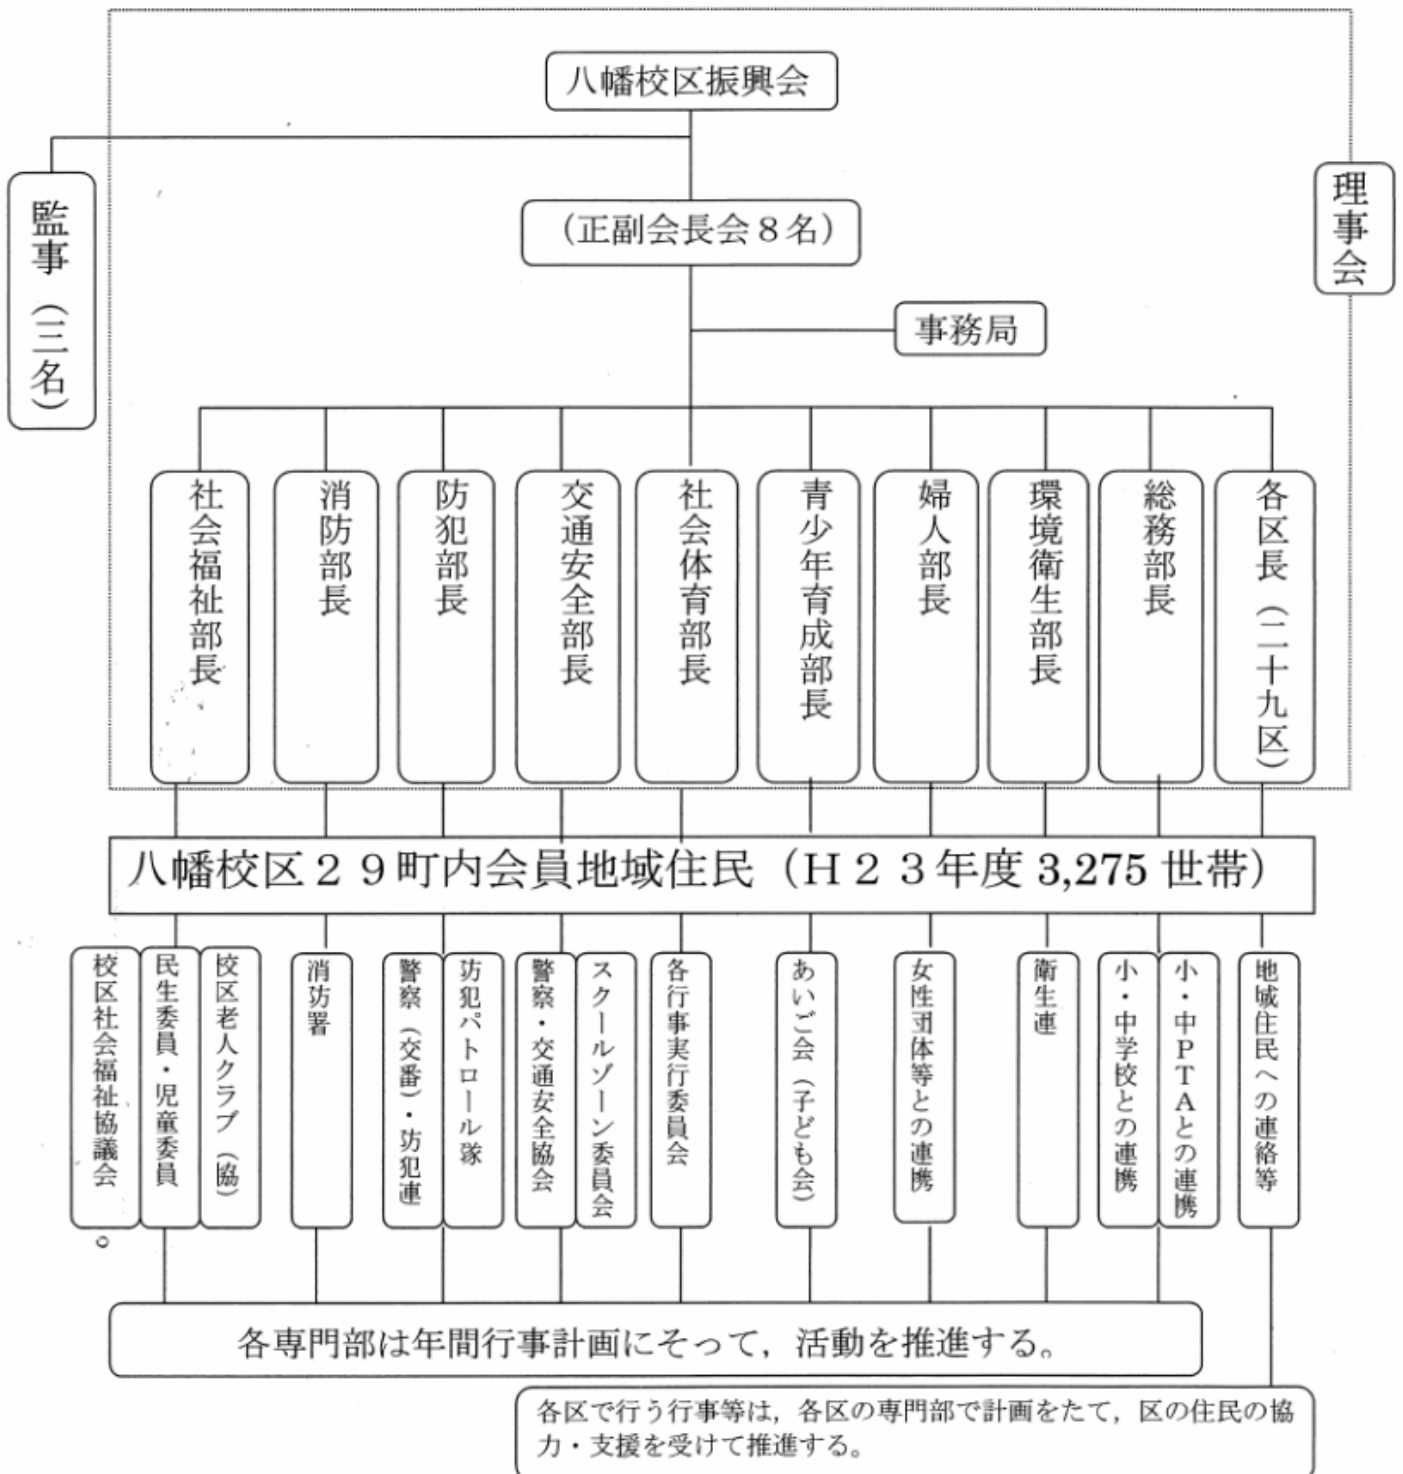 八幡校区振興会
監事（三名）
（正副会長会８名）
理事会
事務局
社会福祉部長
消防部長
防犯部長
交通安全部長
社会体育部長
青少年育成部長
婦人部長
環境衛生部長
総務部長
各区長（二十九区）
八幡校区２９町内会員地域住民（Ｈ２３年度 3,275 世帯）
校区社会福祉協議会
民生委員・児童委員
校区老人クラブ（協）
消防署
警察（交番）・防犯連
防犯パトロール隊
警察・交通安全協会
スクールゾーン委員会
各行事実行委員会
あいご会（子ども会）
女性団体等との連携
衛生連
小・中学校との連携
小・中ＰＴＡとの連携
地域住民への連絡等
各専門部は年間行事計画にそって，活動を推進する。
各区で行う行事等は，各区の専門部で計画をたて，区の住民の協
力・支援を受けて推進する。